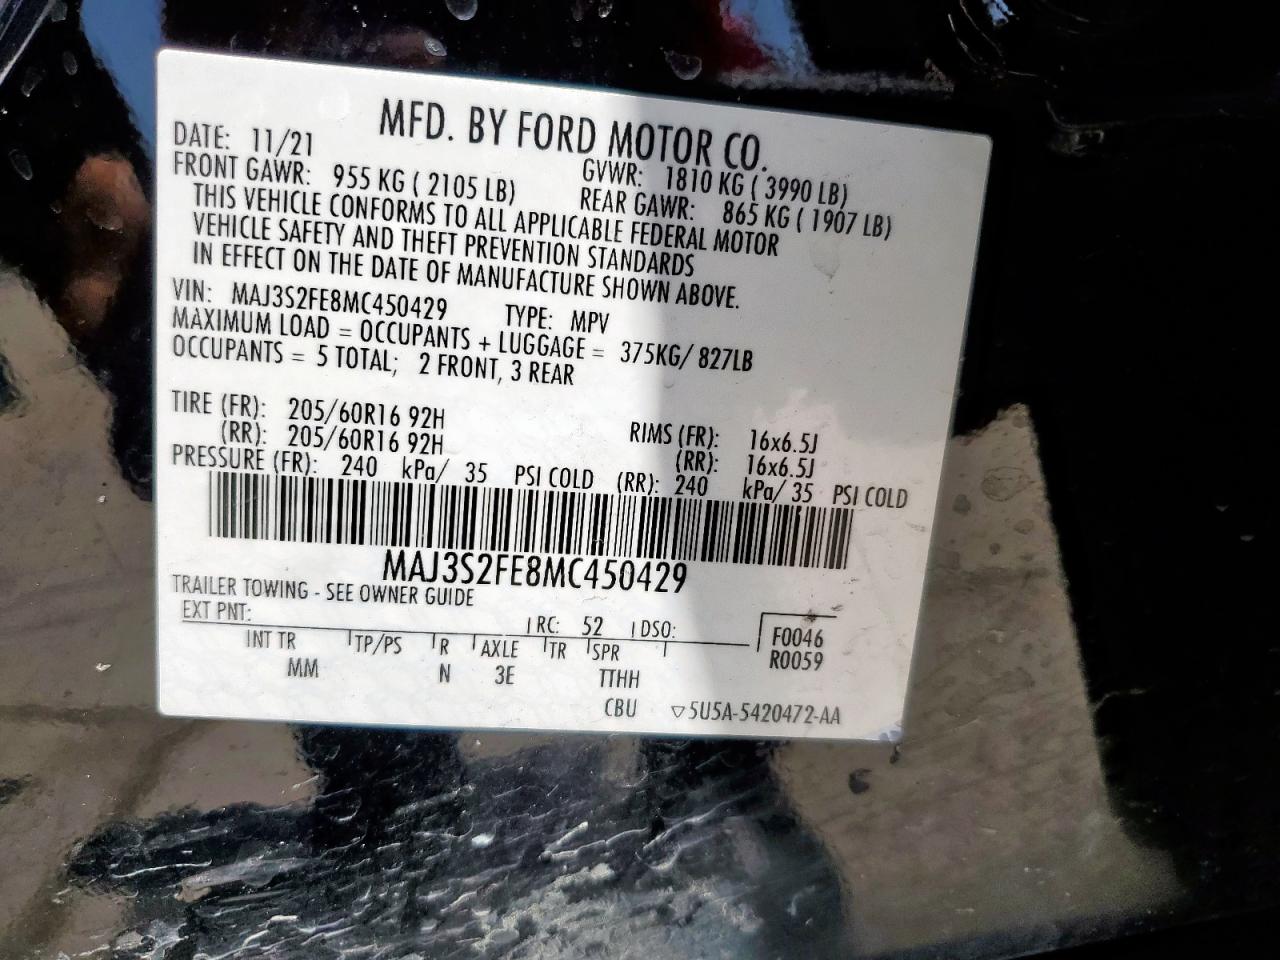 MFD. BY FORD MOTOR CO.
DATE: 11/21 GVWR: 1810 KG ( 3990 LB)
FRONT GAWR: 955 KG ( 2105 LB) REAR GAWR: 865 KG ( 1907 LB)
THIS VEHICLE CONFORMS TO ALL APPLICABLE FEDERAL MOTOR
VEHICLE SAFETY AND THEFT PREVENTION STANDARDS
IN EFFECT ON THE DATE OF MANUFACTURE SHOWN ABOVE.
VIN: MAJ3S2FE8MC450429 TYPE: MPV
MAXIMUM LOAD = OCCUPANTS + LUGGAGE = 375KG/ 827LB
OCCUPANTS = 5 TOTAL; 2 FRONT, 3 REAR
TIRE (FR): 205/60R16 92H RIMS (FR): 16x6.5J
(RR): 205/60R16 92H (RR): 16x6.5J
PRESSURE (FR): 240 kPa/ 35 PSI COLD (RR): 240 kPa/ 35 PSI COLD
MAJ3S2FE8MC450429
TRAILER TOWING - SEE OWNER GUIDE
EXT PNT: RC: 52 DSO: F0046
INT TR TP/PS R AXLE TR SPR R0059
MM N 3E TTHH
CBU ▽5U5A-5420472-AA